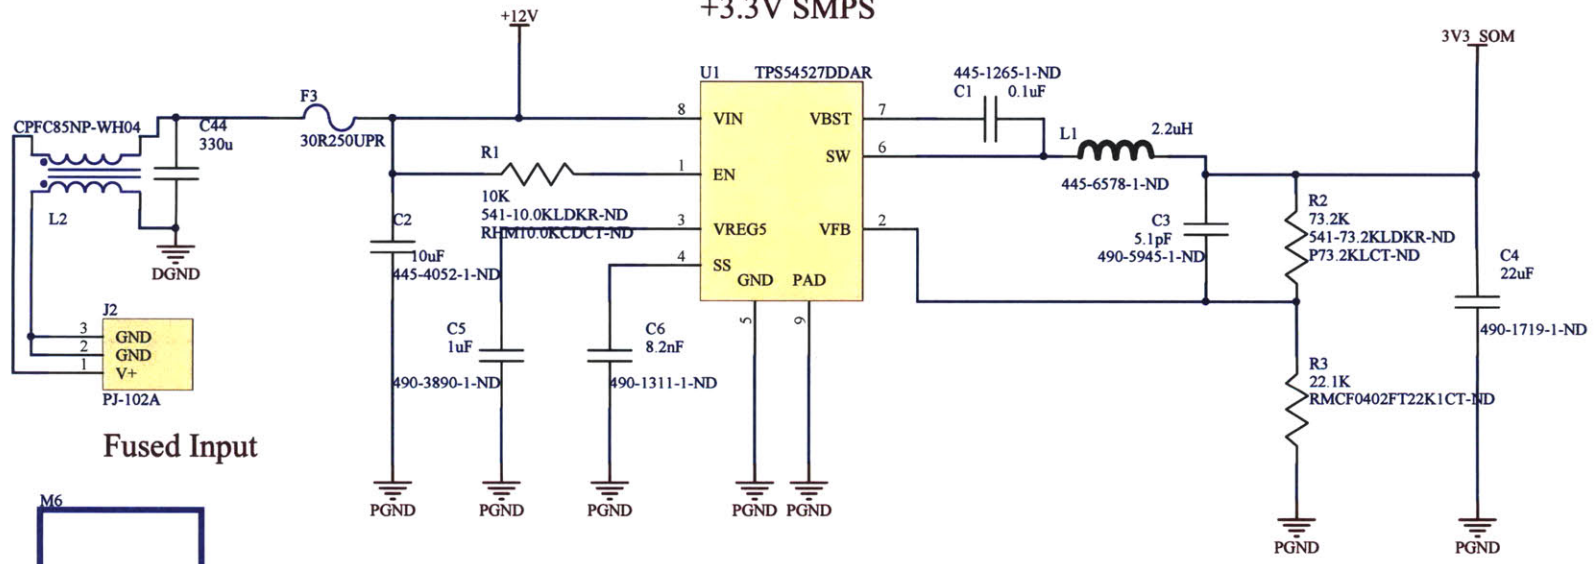 +3.3V SMPS
+12V
3V3_SOM
CPFC85NP-WH04
L2
C44
330u
DGND
F3
30R250UPR
J2
3 GND
2 GND
1 V+
PJ-102A
Fused Input
M6
R1
10K
541-10.0KLDKR-ND
RHM10.0KCDCT-ND
C2
10uF
445-4052-1-ND
PGND
C5
1uF
490-3890-1-ND
PGND
C6
8.2nF
490-1311-1-ND
PGND
U1 TPS54527DDAR
8 VIN
1 EN
3 VREG5
4 SS
VBST 7
SW 6
VFB 2
GND PAD
5 9
PGND PGND
445-1265-1-ND
C1 0.1uF
L1 2.2uH
445-6578-1-ND
C3
5.1pF
490-5945-1-ND
R2
73.2K
541-73.2KLDKR-ND
P73.2KLCT-ND
R3
22.1K
RMCF0402FT22K1CT-ND
PGND
C4
22uF
490-1719-1-ND
PGND